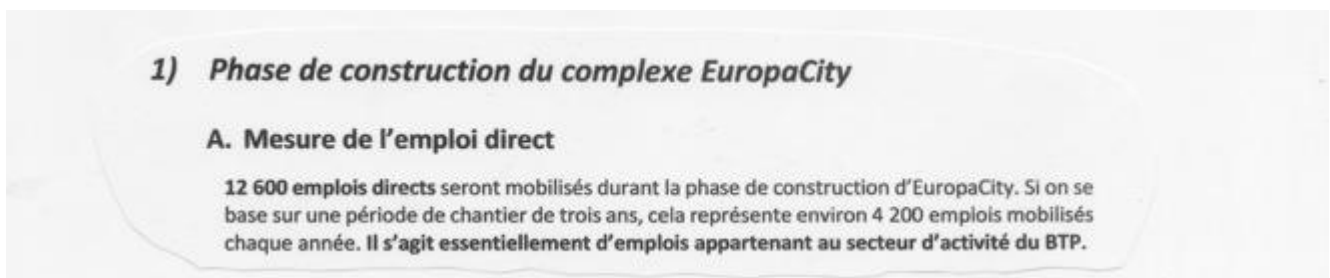 1) Phase de construction du complexe EuropaCity
A. Mesure de l'emploi direct
12 600 emplois directs seront mobilisés durant la phase de construction d'EuropaCity. Si on se
base sur une période de chantier de trois ans, cela représente environ 4 200 emplois mobilisés
chaque année. Il s'agit essentiellement d'emplois appartenant au secteur d'activité du BTP.